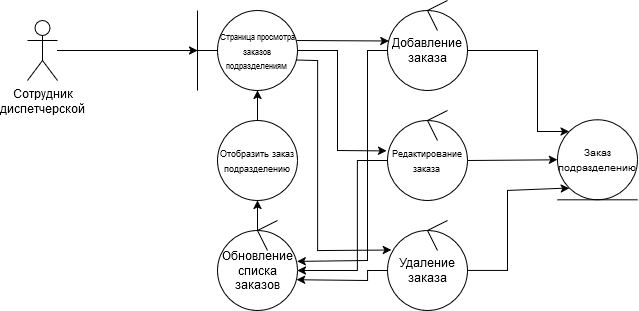 Сотрудник
диспетчерской
Страница просмотра
заказов
подразделениям
Добавление
заказа
Отобразить заказ
подразделению
Редактирование
заказа
Заказ
подразделению
Обновление
списка
заказов
Удаление
заказа